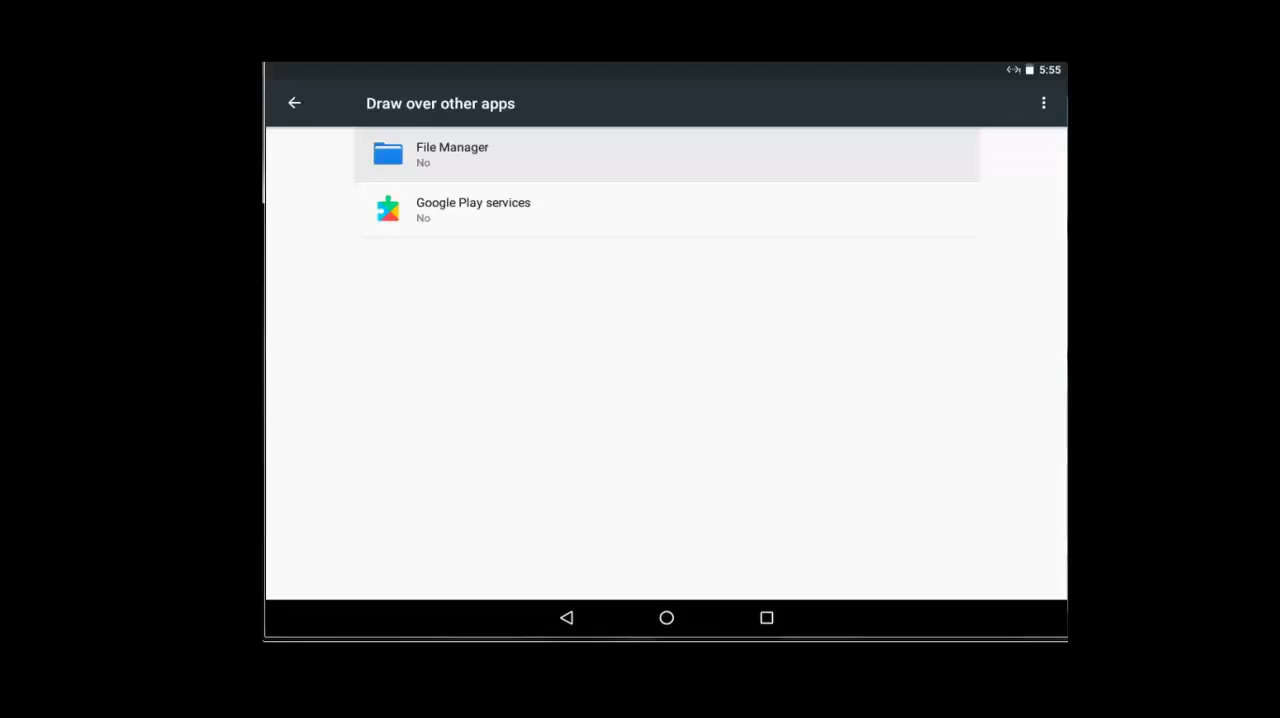 5:55
Draw over other apps
File Manager
No
Google Play services
No